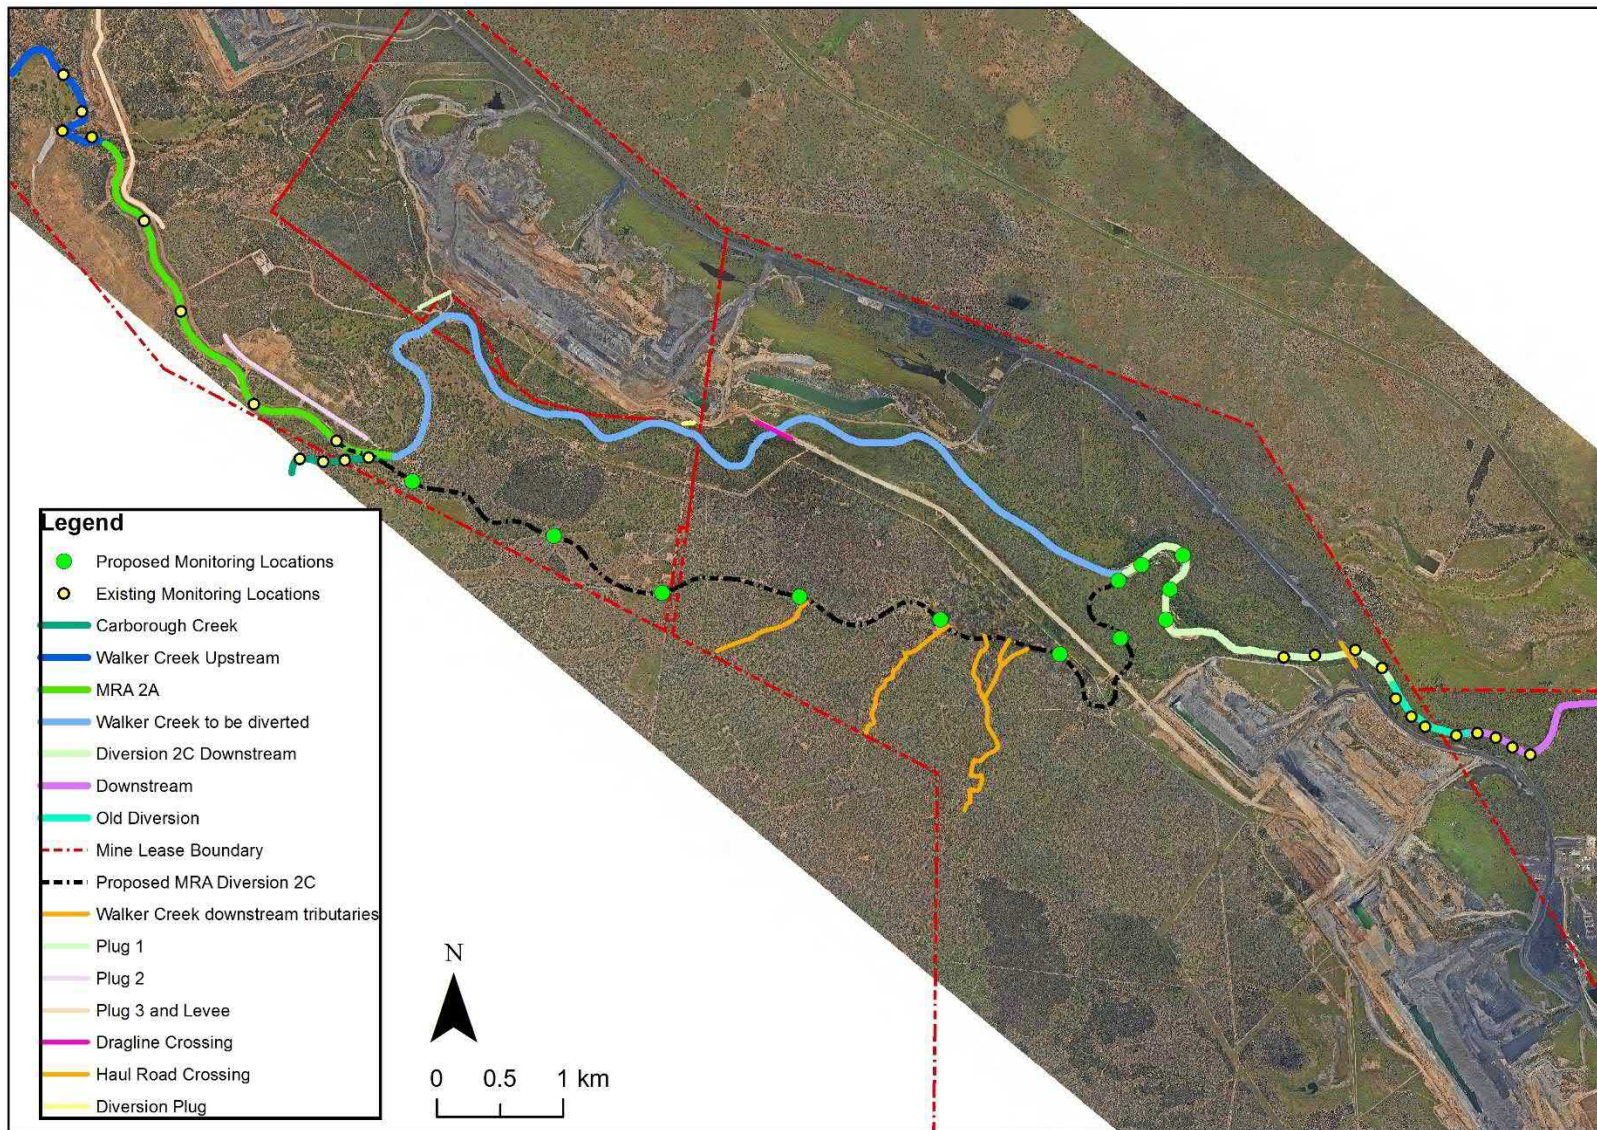 Legend
Proposed Monitoring Locations
Existing Monitoring Locations
Carborough Creek
Walker Creek Upstream
MRA 2A
Walker Creek to be diverted
Diversion 2C Downstream
Downstream
Old Diversion
Mine Lease Boundary
Proposed MRA Diversion 2C
Walker Creek downstream tributaries
Plug 1
Plug 2
Plug 3 and Levee
Dragline Crossing
Haul Road Crossing
Diversion Plug
N
0 0.5 1 km